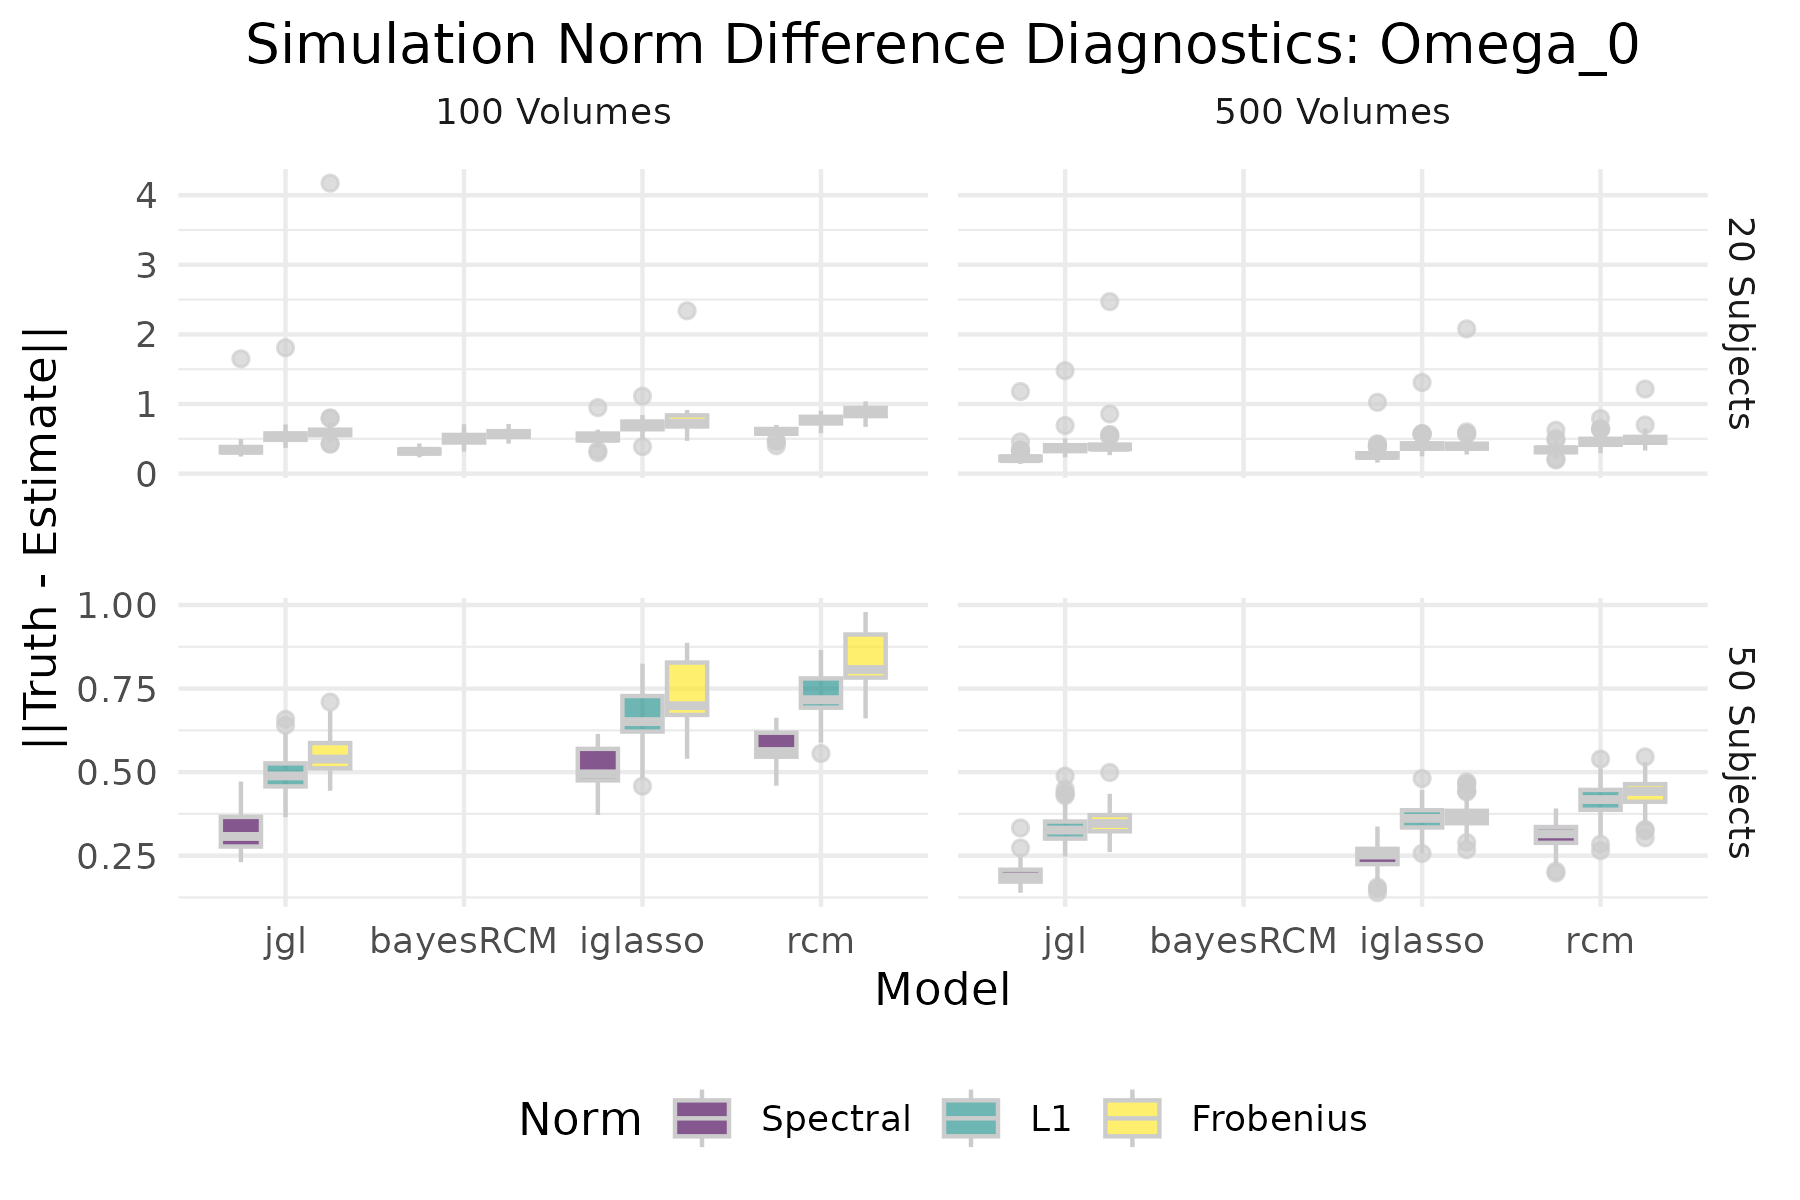 Simulation Norm Difference Diagnostics: Omega_0
100 Volumes
500 Volumes
||Truth - Estimate||
4
3
2
1
0
20 Subjects
1.00
0.75
0.50
0.25
50 Subjects
jgl bayesRCM iglasso rcm
jgl bayesRCM iglasso rcm
Model
Norm Spectral L1 Frobenius